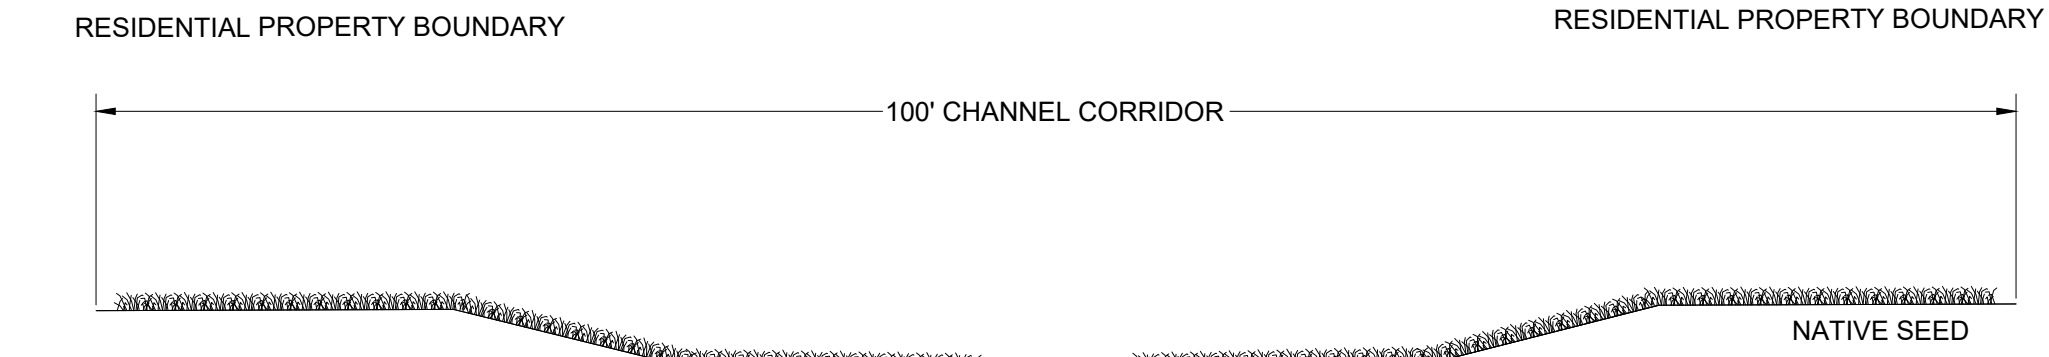 RESIDENTIAL PROPERTY BOUNDARY
RESIDENTIAL PROPERTY BOUNDARY
100' CHANNEL CORRIDOR
NATIVE SEED